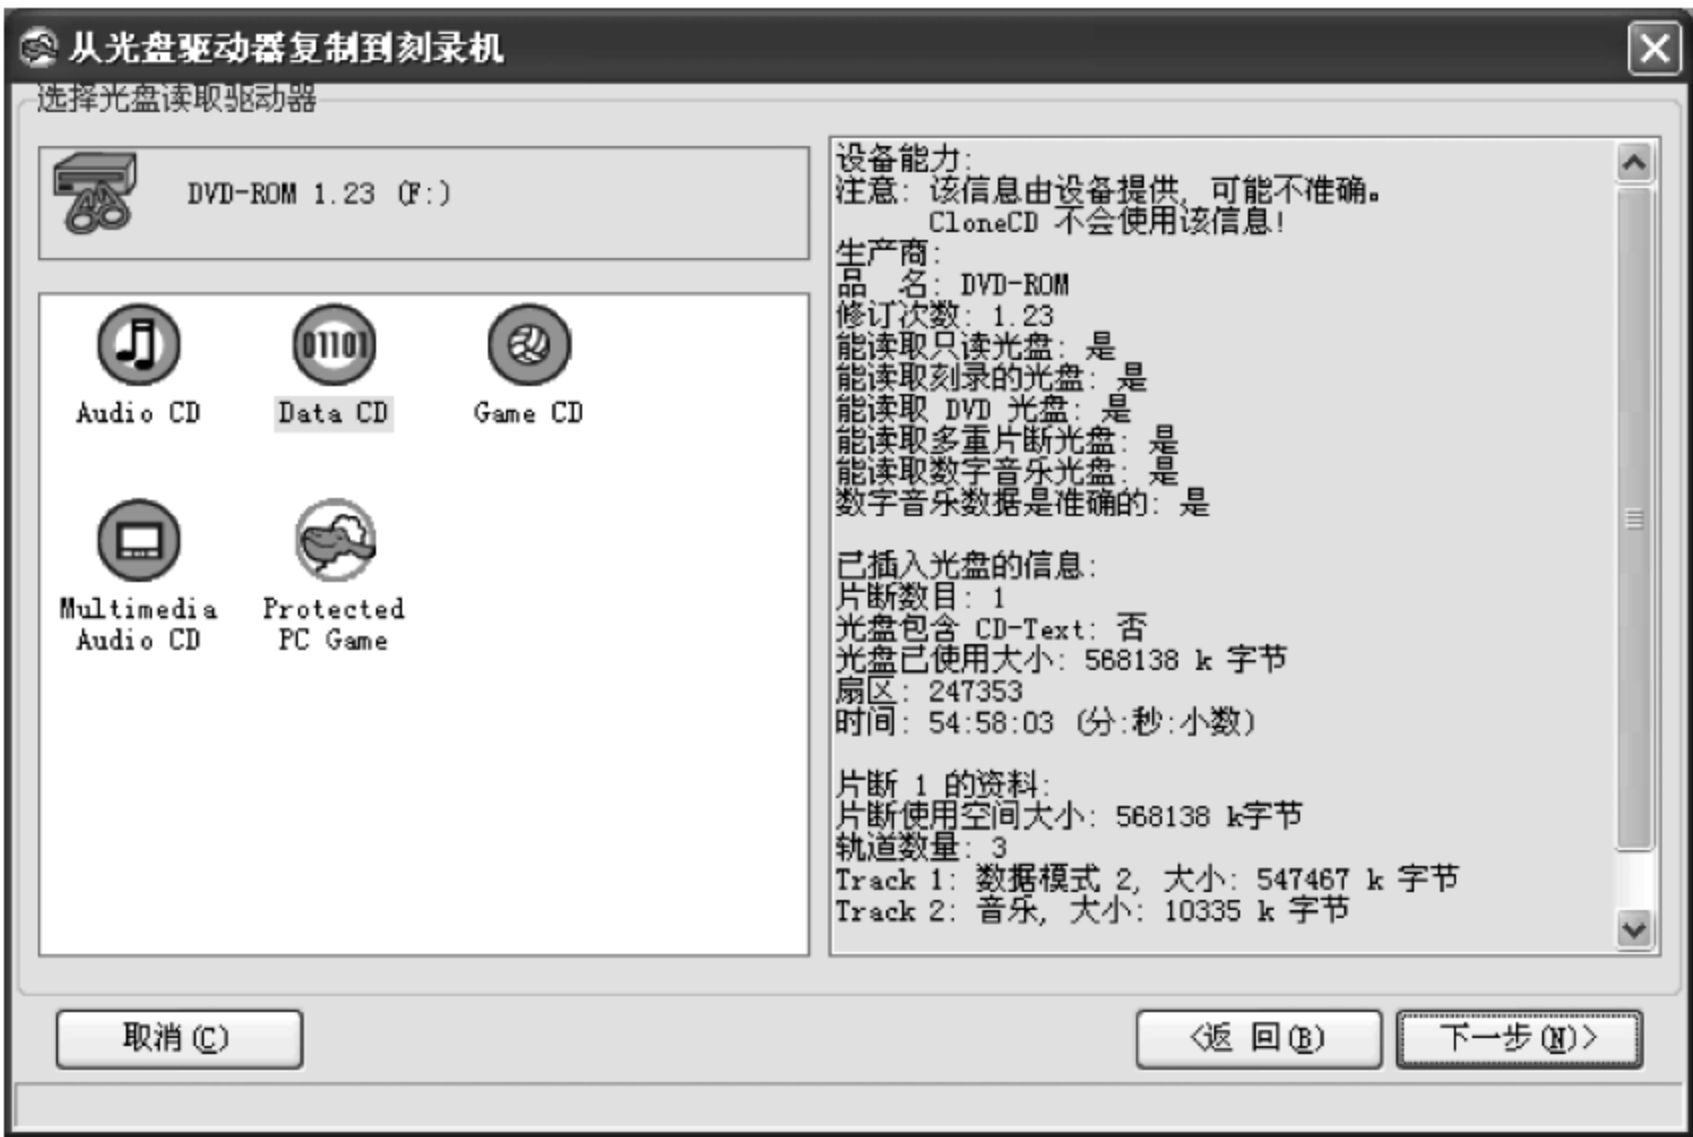 从光盘驱动器复制到刻录机
选择光盘读取驱动器
DVD-ROM 1.23 (F:)
Audio CD
Data CD
Game CD
Multimedia
Audio CD
Protected
PC Game
设备能力:
注意: 该信息由设备提供, 可能不准确。
CloneCD 不会使用该信息!
生产商:
品 名: DVD-ROM
修订次数: 1.23
能读取只读光盘: 是
能读取刻录的光盘: 是
能读取 DVD 光盘: 是
能读取多重片断光盘: 是
能读取数字音乐光盘: 是
数字音乐数据是准确的: 是
已插入光盘的信息:
片断数目: 1
光盘包含 CD-Text: 否
光盘已使用大小: 568138 k 字节
扇区: 247353
时间: 54:58:03 (分:秒:小数)
片断 1 的资料:
片断使用空间大小: 568138 k字节
轨道数量: 3
Track 1: 数据模式 2, 大小: 547467 k 字节
Track 2: 音乐, 大小: 10335 k 字节
取消(C)
<返 回(B)
下一步(N)>